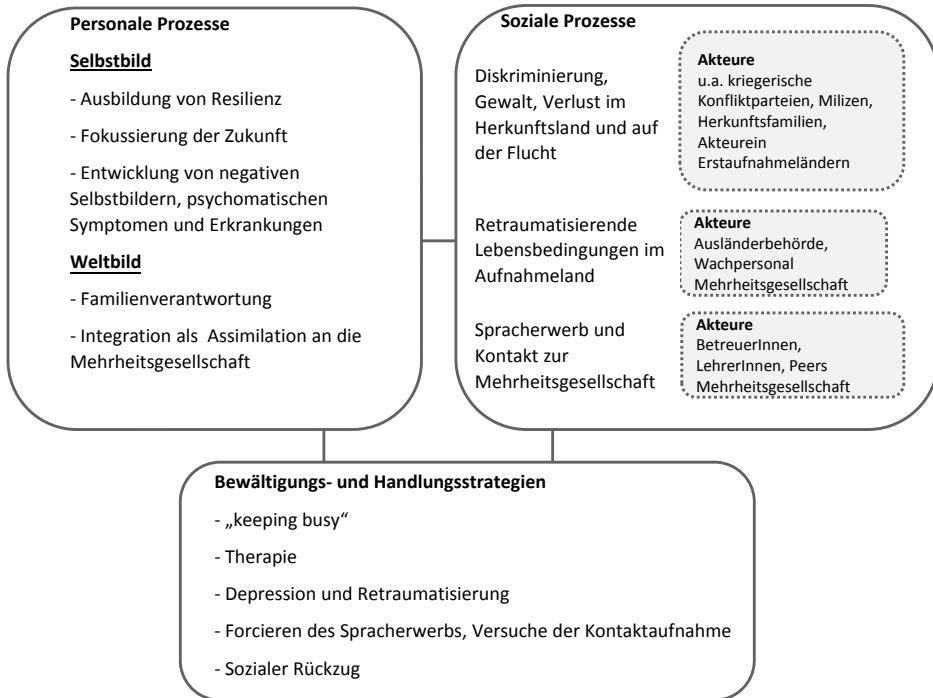 Personale Prozesse
Selbstbild
- Ausbildung von Resilienz
- Fokussierung der Zukunft
- Entwicklung von negativen
Selbstbildern, psychomatischen
Symptomen und Erkrankungen
Weltbild
- Familienverantwortung
- Integration als Assimilation an die
Mehrheitsgesellschaft
Soziale Prozesse
Diskriminierung,
Gewalt, Verlust im
Herkunftsland und auf
der Flucht
Akteure
u.a. kriegerische
Konfliktparteien, Milizen,
Herkunftsfamilien,
Akteurein
Erstaufnahmeländern
Retraumatisierende
Lebensbedingungen im
Aufnahmeland
Akteure
Ausländerbehörde,
Wachpersonal
Mehrheitsgesellschaft
Spracherwerb und
Kontakt zur
Mehrheitsgesellschaft
Akteure
BetreuerInnen,
LehrerInnen, Peers
Mehrheitsgesellschaft
Bewältigungs- und Handlungsstrategien
- „keeping busy“
- Therapie
- Depression und Retraumatisierung
- Forcieren des Spracherwerbs, Versuche der Kontaktaufnahme
- Sozialer Rückzug